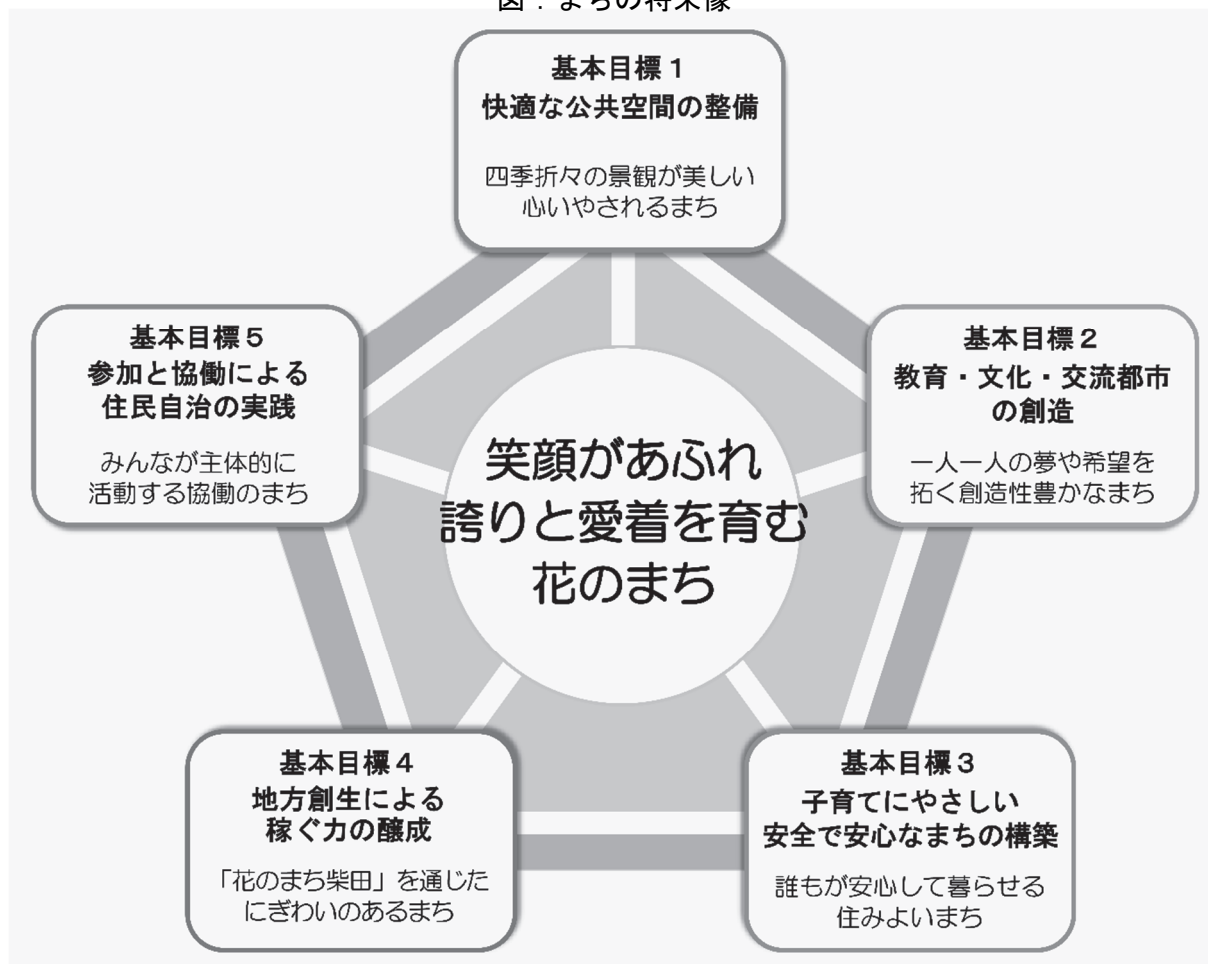 図：まちの将来像
基本目標１
快適な公共空間の整備
四季折々の景観が美しい
心いやされるまち
基本目標２
教育・文化・交流都市
の創造
一人一人の夢や希望を
拓く創造性豊かなまち
基本目標３
子育てにやさしい
安全で安心なまちの構築
誰もが安心して暮らせる
住みよいまち
基本目標４
地方創生による
稼ぐ力の醸成
「花のまち柴田」を通じた
にぎわいのあるまち
基本目標５
参加と協働による
住民自治の実践
みんなが主体的に
活動する協働のまち
笑顔があふれ
誇りと愛着を育む
花のまち